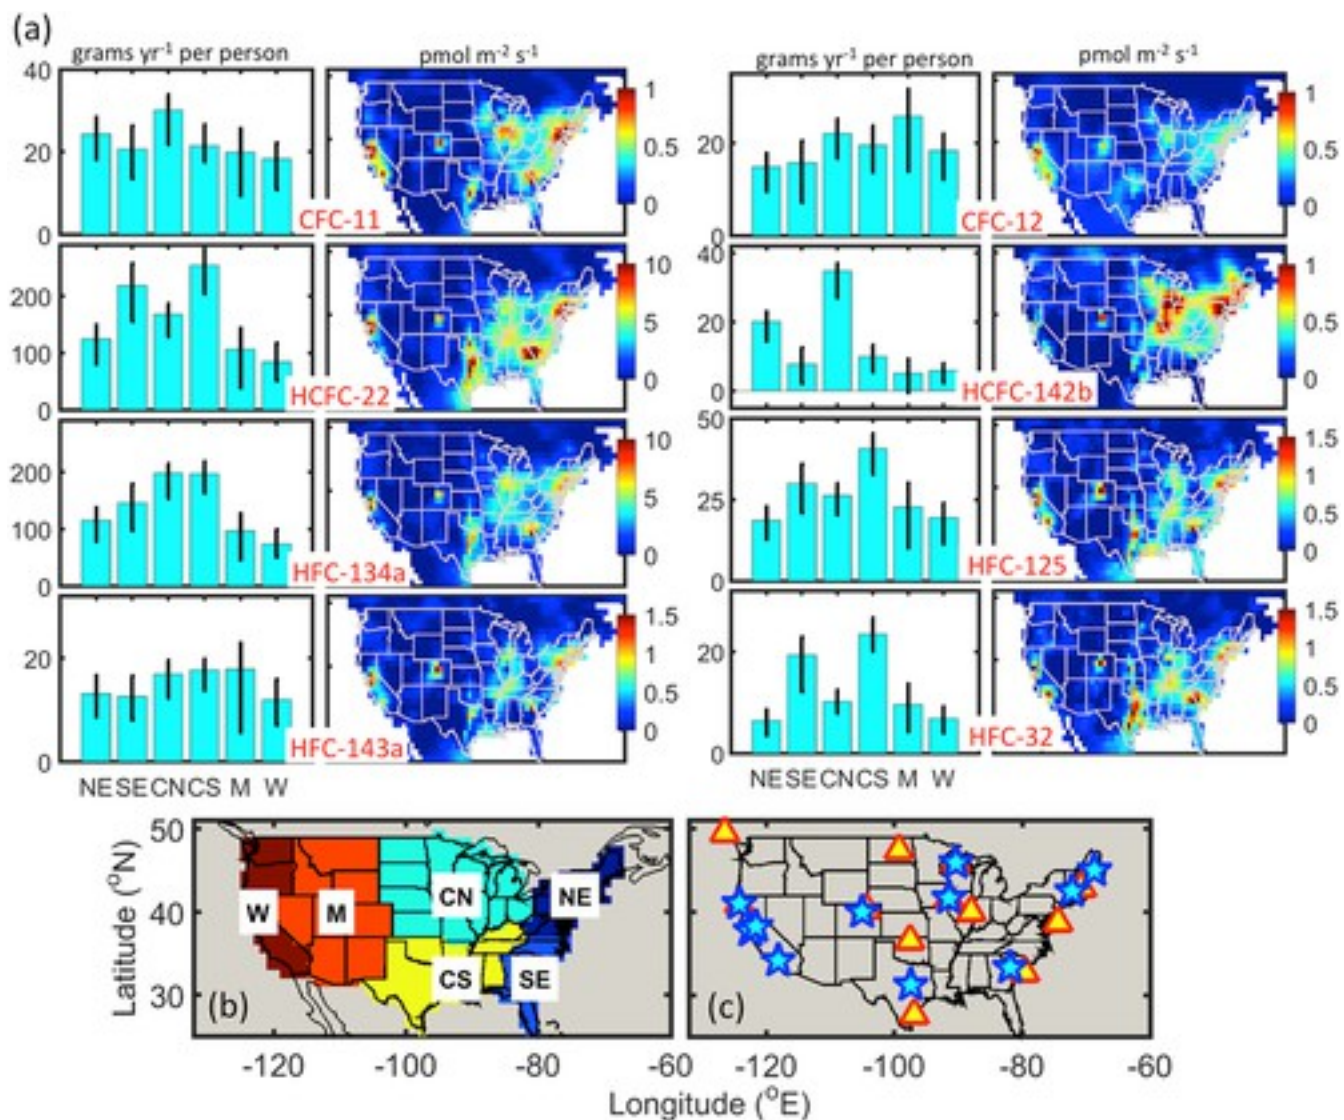 (a)
grams yr⁻¹ per person
pmol m⁻² s⁻¹
grams yr⁻¹ per person
pmol m⁻² s⁻¹
40
20
0
CFC-11
1
0.5
0
20
0
CFC-12
1
0.5
0
200
100
0
HCFC-22
10
5
0
40
20
0
HCFC-142b
1
0.5
0
200
100
0
HFC-134a
10
5
0
50
25
0
HFC-125
1.5
1
0.5
0
20
0
HFC-143a
1.5
1
0.5
0
20
0
HFC-32
1.5
1
0.5
0
NE SE CN CS M W
NE SE CN CS M W
Latitude (°N)
50
40
30
W
M
CN
NE
CS
SE
(b)
(c)
-120 -100 -80 -60
-120 -100 -80 -60
Longitude (°E)